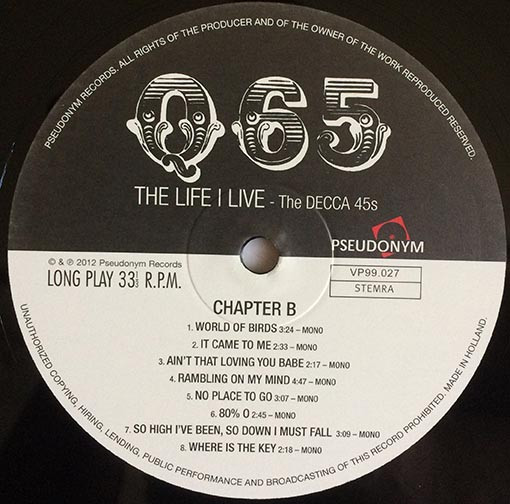 PSEUDONYM RECORDS. ALL RIGHTS OF THE PRODUCER AND OF THE OWNER OF THE WORK REPRODUCED RESERVED.
Q65
THE LIFE I LIVE - The DECCA 45s
PSEUDONYM
© & ℗ 2012 Pseudonym Records
LONG PLAY 33 1/3 R.P.M.
VP99.027
STEMRA
CHAPTER B
1. WORLD OF BIRDS 3:24 – MONO
2. IT CAME TO ME 2:33 – MONO
3. AIN'T THAT LOVING YOU BABE 2:17 – MONO
4. RAMBLING ON MY MIND 4:47 – MONO
5. NO PLACE TO GO 3:07 – MONO
6. 80% O 2:45 – MONO
7. SO HIGH I'VE BEEN, SO DOWN I MUST FALL 3:09 – MONO
8. WHERE IS THE KEY 2:18 – MONO
UNAUTHORIZED COPYING, HIRING, LENDING, PUBLIC PERFORMANCE AND BROADCASTING OF THIS RECORD PROHIBITED. MADE IN HOLLAND.